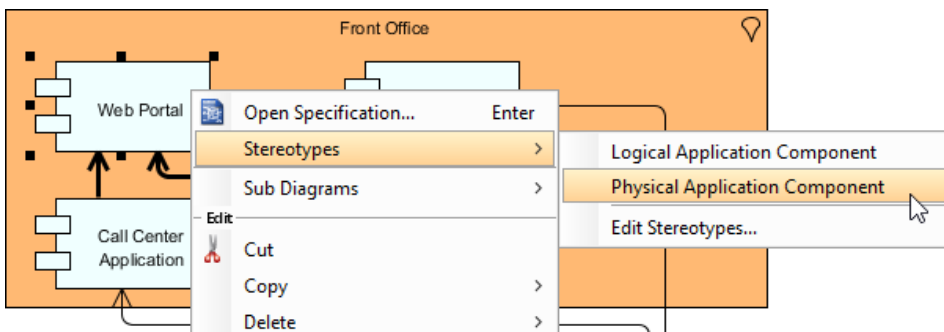 Front Office
Web Portal
Open Specification... Enter
Stereotypes
Logical Application Component
Physical Application Component
Sub Diagrams
Edit
Edit Stereotypes...
Call Center
Application
Cut
Copy
Delete